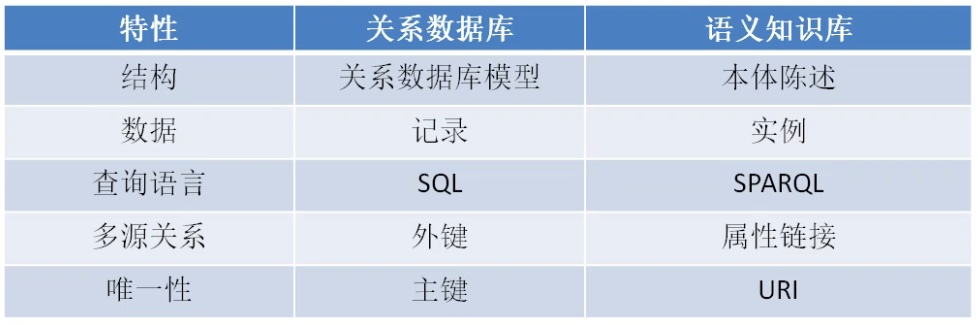 特性 关系数据库 语义知识库
结构 关系数据库模型 本体陈述
数据 记录 实例
查询语言 SQL SPARQL
多源关系 外键 属性链接
唯一性 主键 URI